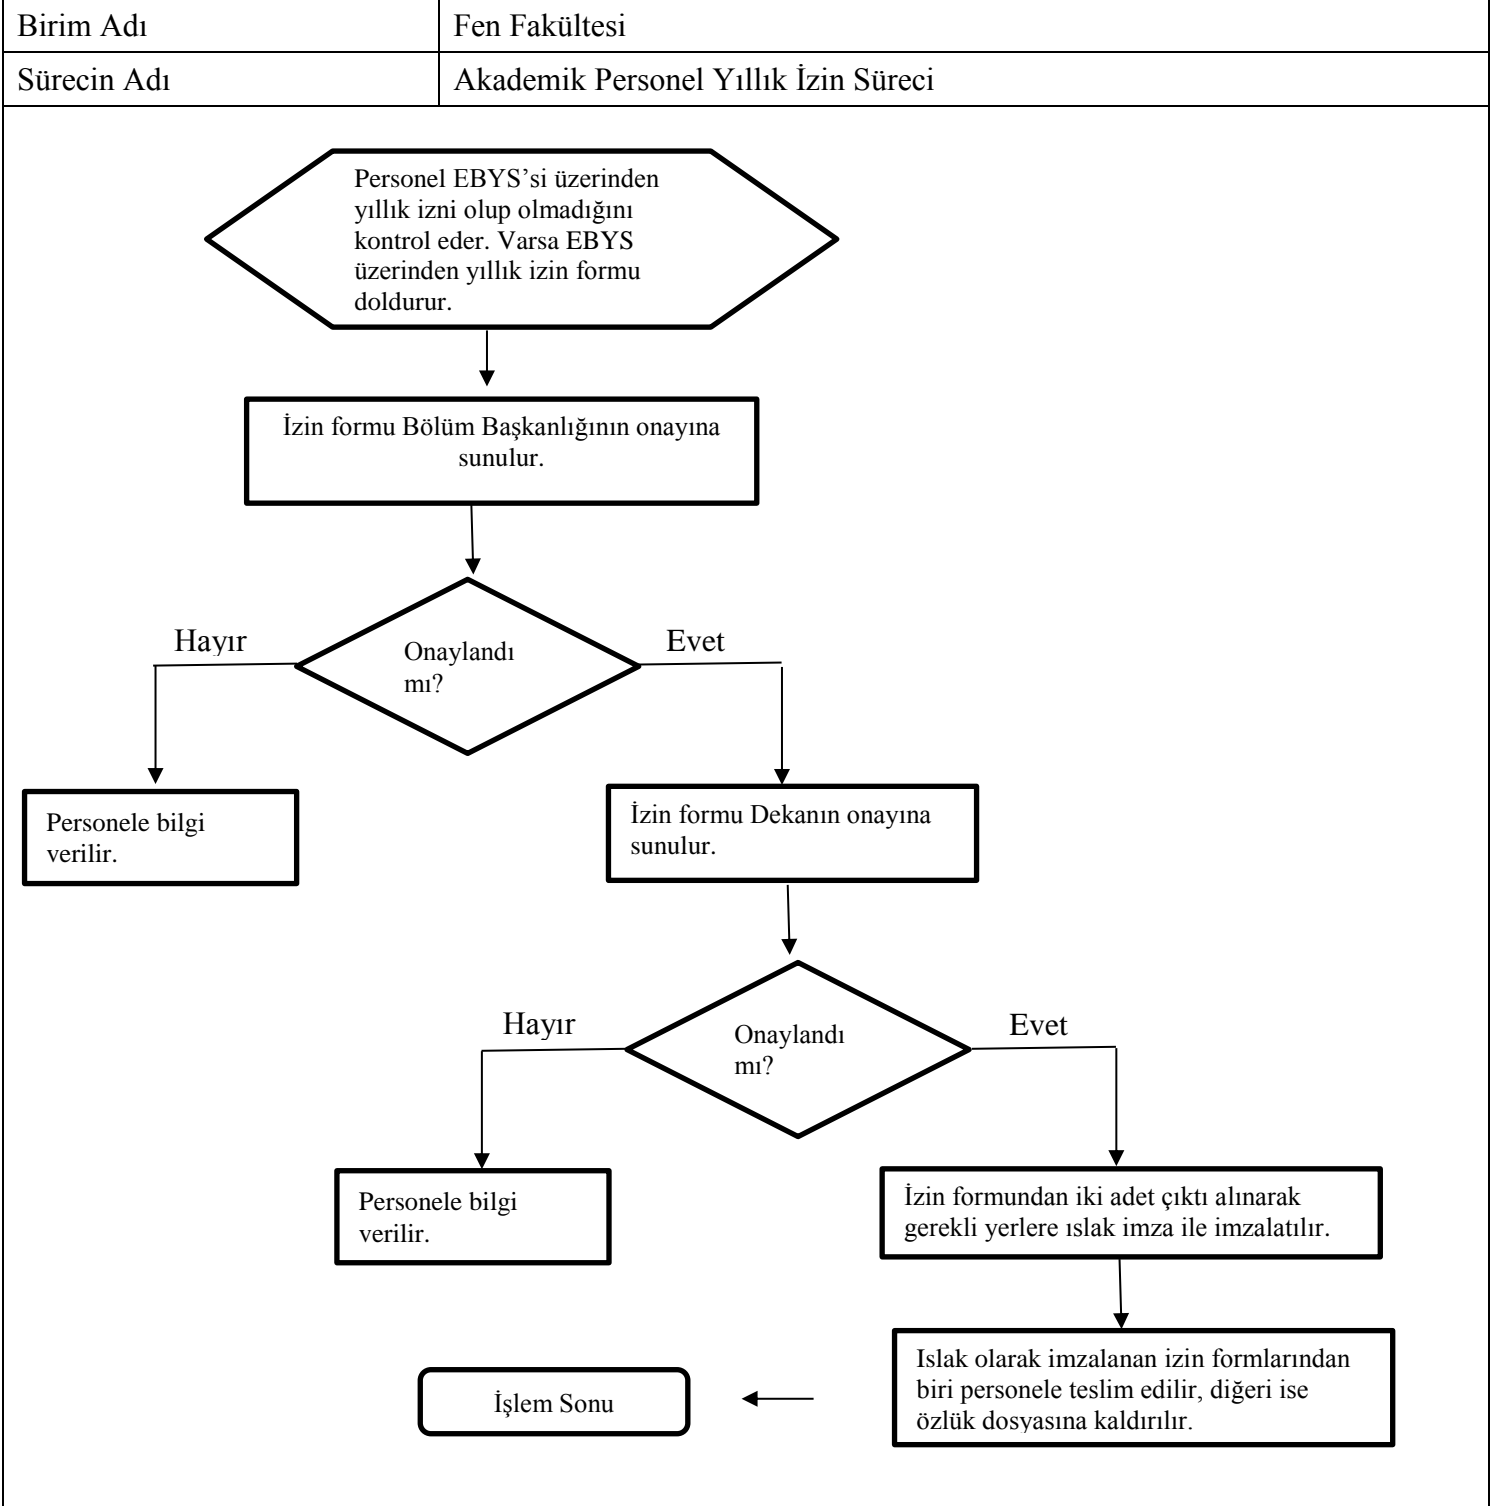 Birim Adı
Fen Fakültesi
Sürecin Adı
Akademik Personel Yıllık İzin Süreci
Personel EBYS’si üzerinden
yıllık izni olup olmadığını
kontrol eder. Varsa EBYS
üzerinden yıllık izin formu
doldurur.
İzin formu Bölüm Başkanlığının onayına
sunulur.
Hayır
Onaylandı
mı?
Evet
Personele bilgi
verilir.
İzin formu Dekanın onayına
sunulur.
Hayır
Onaylandı
mı?
Evet
Personele bilgi
verilir.
İzin formundan iki adet çıktı alınarak
gerekli yerlere ıslak imza ile imzalatılır.
Islak olarak imzalanan izin formlarından
biri personele teslim edilir, diğeri ise
özlük dosyasına kaldırılır.
İşlem Sonu